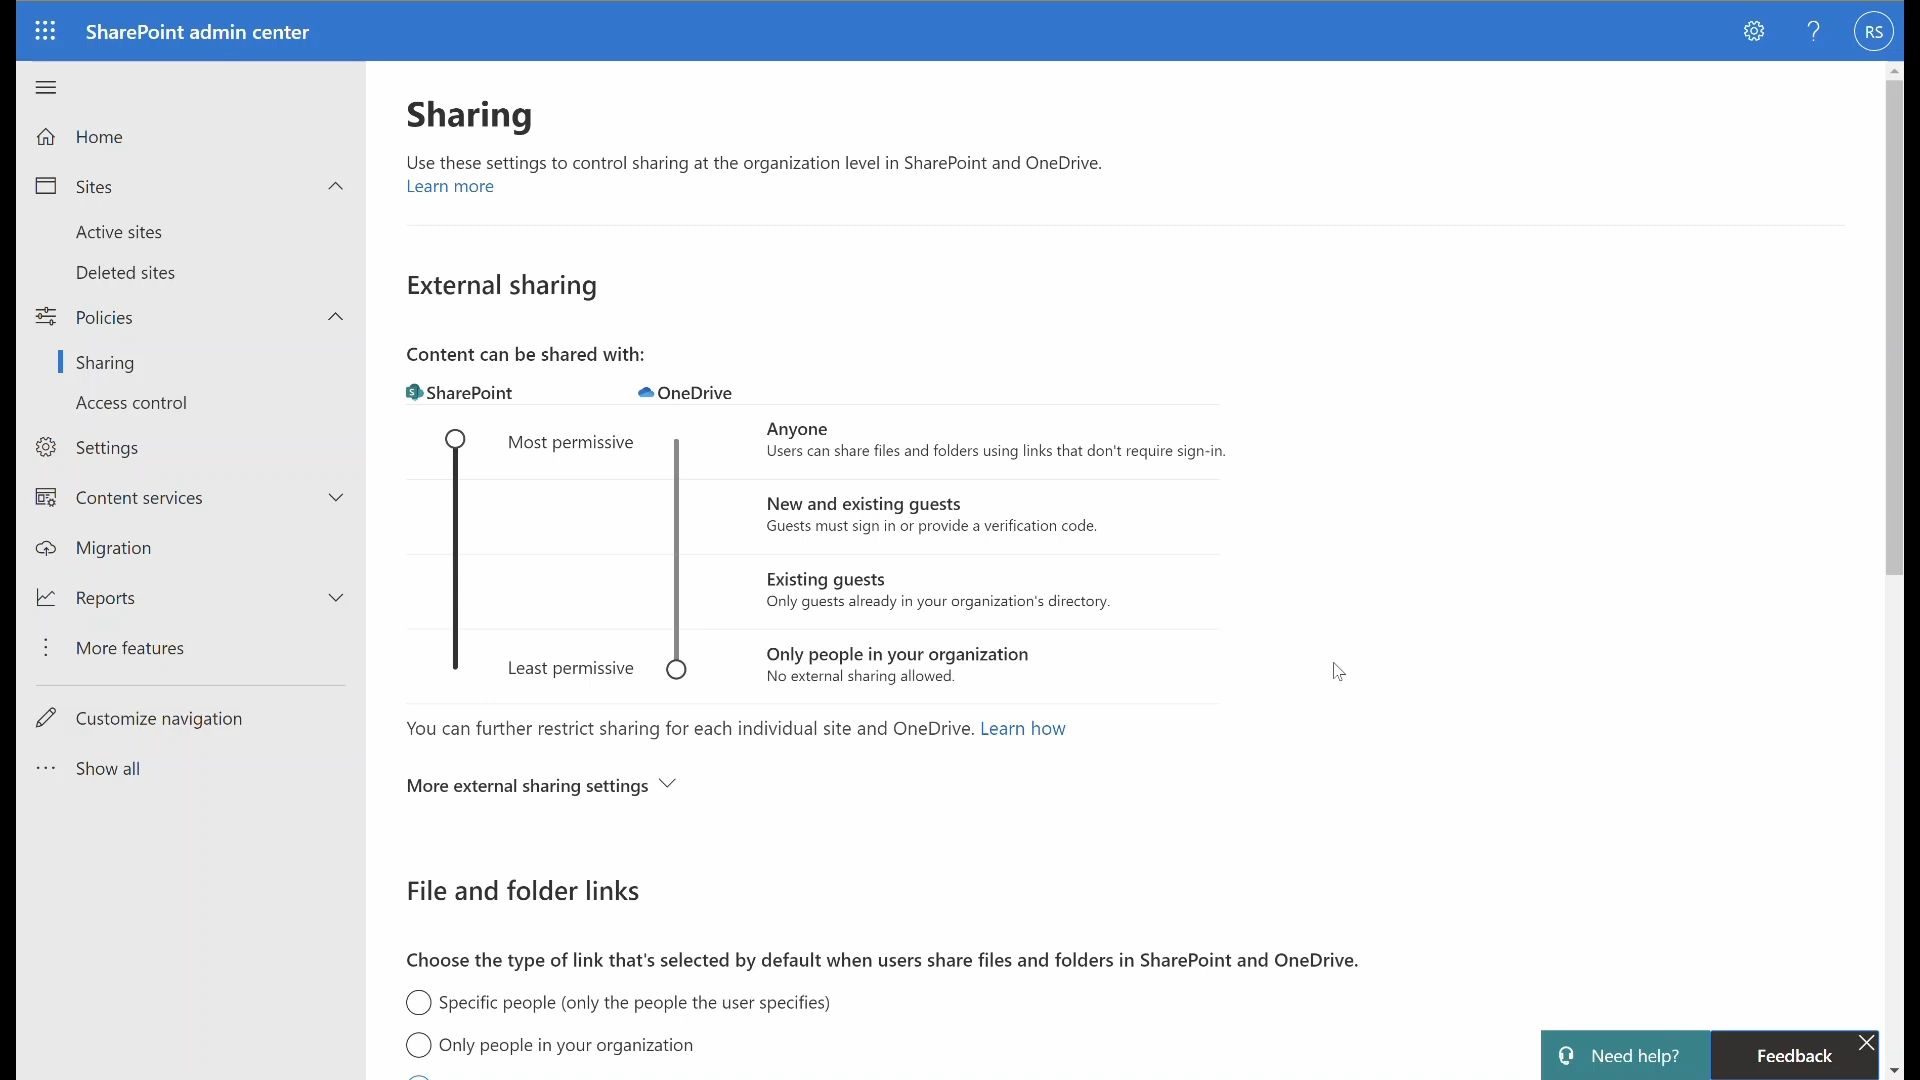 SharePoint admin center
RS
Home
Sites
Active sites
Deleted sites
Policies
Sharing
Access control
Settings
Content services
Migration
Reports
More features
Customize navigation
Show all
Sharing
Use these settings to control sharing at the organization level in SharePoint and OneDrive.
Learn more
External sharing
Content can be shared with:
SharePoint
OneDrive
Most permissive
Anyone
Users can share files and folders using links that don't require sign-in.
New and existing guests
Guests must sign in or provide a verification code.
Existing guests
Only guests already in your organization's directory.
Least permissive
Only people in your organization
No external sharing allowed.
You can further restrict sharing for each individual site and OneDrive. Learn how
More external sharing settings
File and folder links
Choose the type of link that's selected by default when users share files and folders in SharePoint and OneDrive.
Specific people (only the people the user specifies)
Only people in your organization
Need help?
Feedback